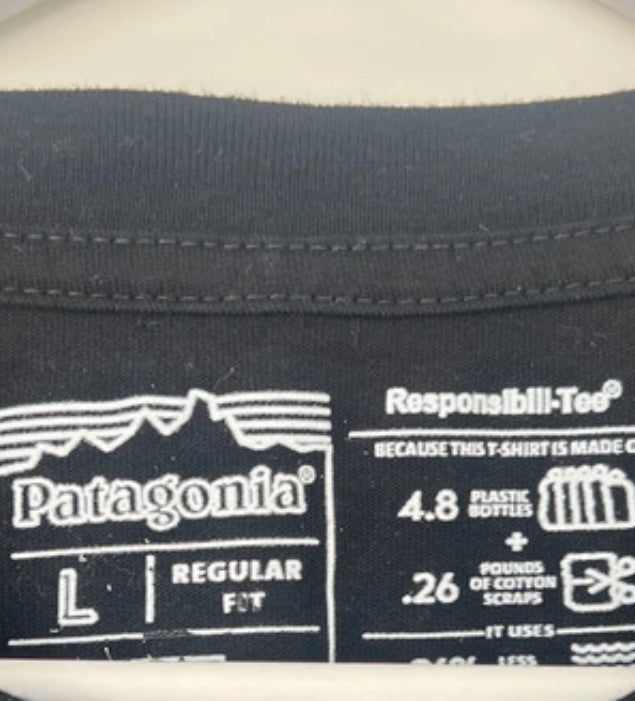 Patagonia®
L
REGULAR
FIT
Responsibili-Tee®
BECAUSE THIS T-SHIRT IS MADE
4.8 PLASTIC
BOTTLES
+
.26 POUNDS
OF COTTON
SCRAPS
IT USES
LESS